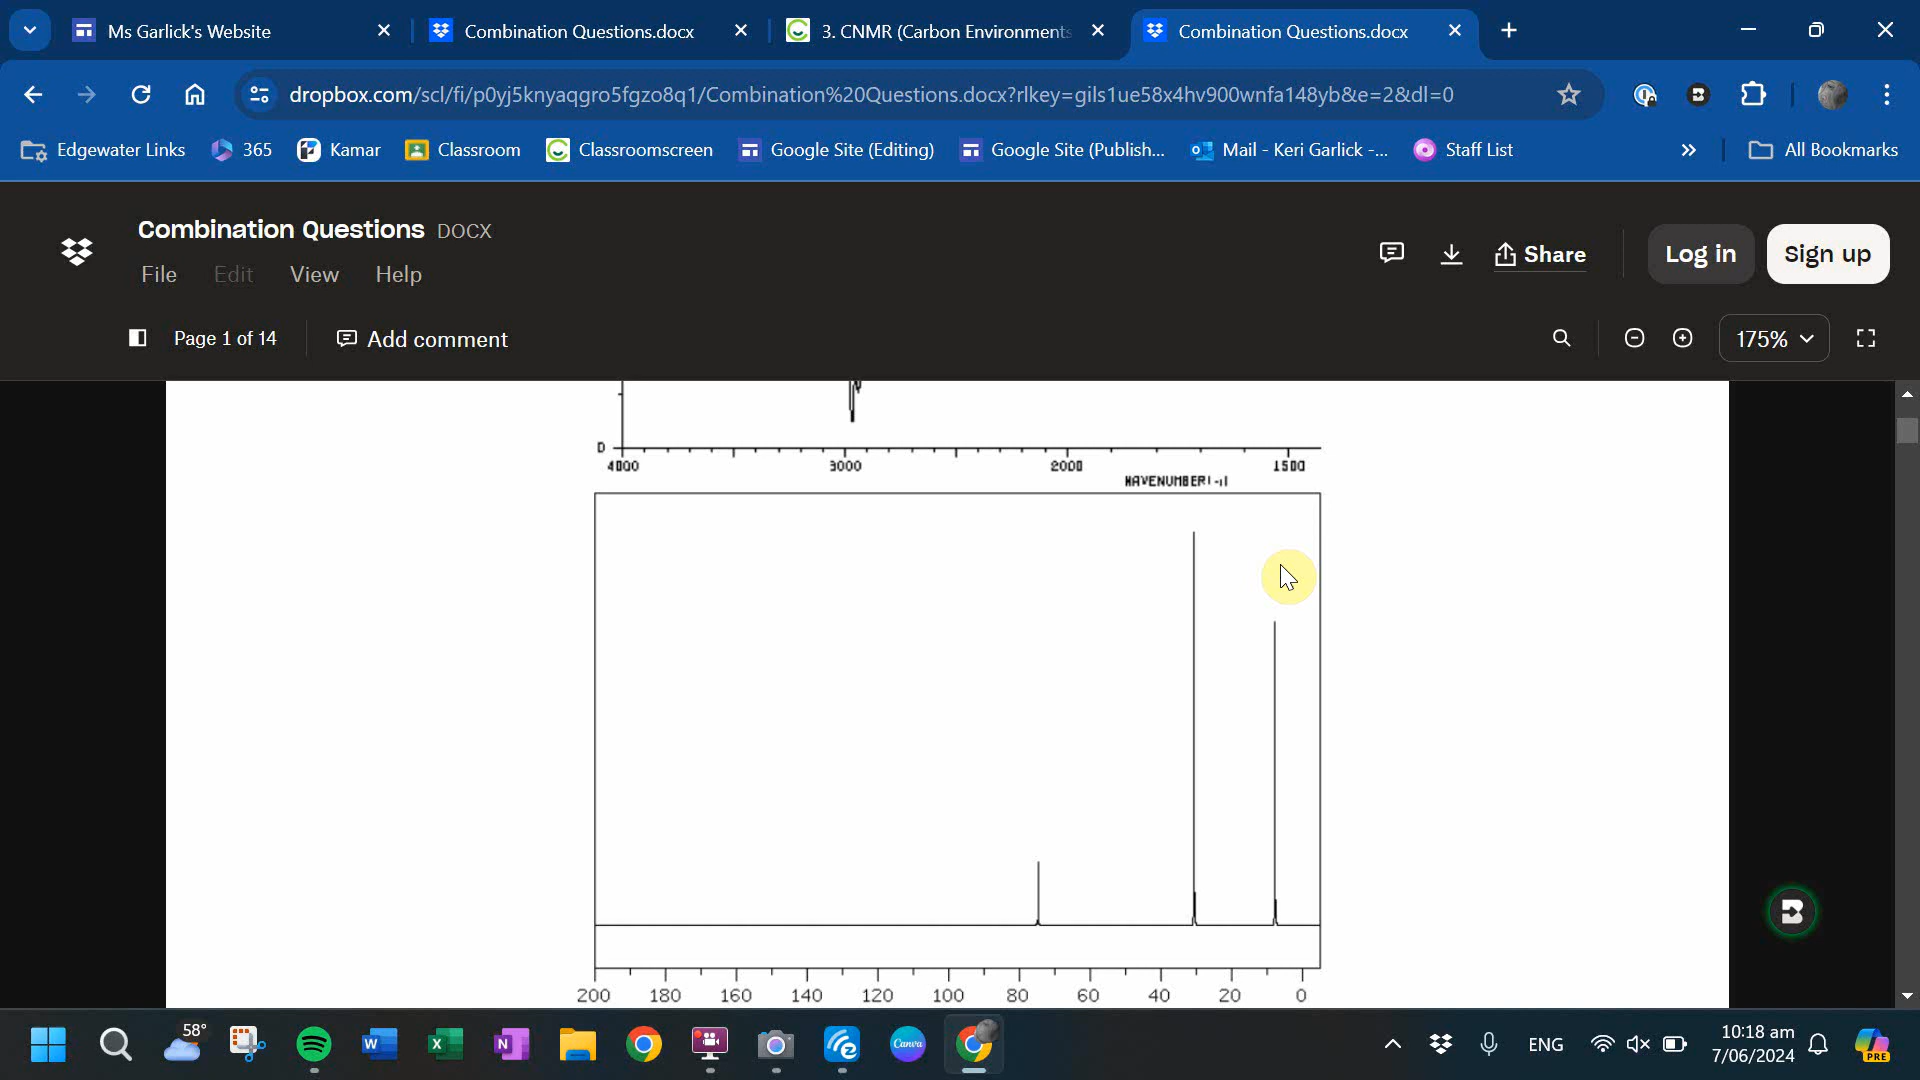 Ms Garlick's Website
Combination Questions.docx
3. CNMR (Carbon Environments
Combination Questions.docx
dropbox.com/scl/fi/p0yj5knyaqgro5fgzo8q1/Combination%20Questions.docx?rlkey=gils1ue58x4hv900wnfa148yb&e=2&dl=0
Edgewater Links
365
Kamar
Classroom
Classroomscreen
Google Site (Editing)
Google Site (Publish...
Mail - Keri Garlick -...
Staff List
All Bookmarks
Combination Questions DOCX
File Edit View Help
Share
Log in
Sign up
Page 1 of 14
Add comment
175%
0
4000 3000 2000 1500
WAVENUMBER
200 180 160 140 120 100 80 60 40 20 0
58°
ENG
10:18 am
7/06/2024
PRE